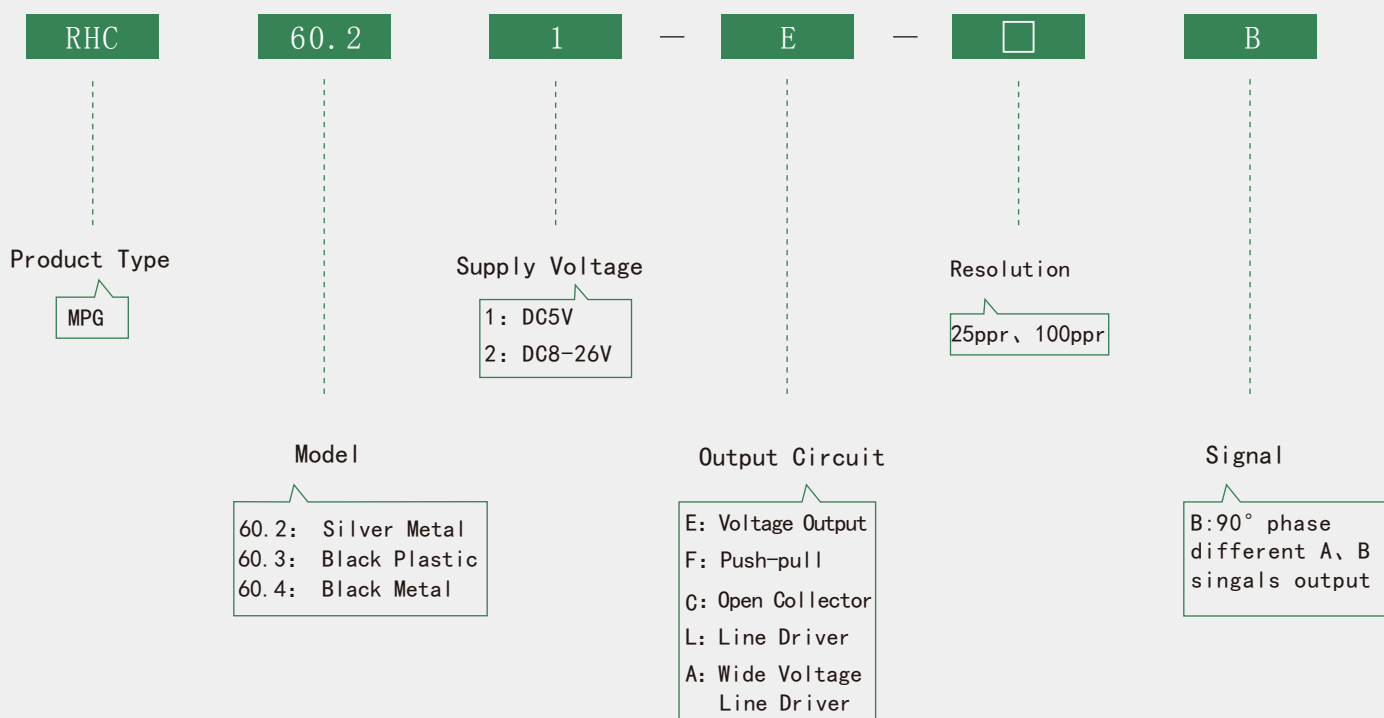 RHC 60.2 1 — E — □ B
Product Type
MPG
Supply Voltage
1: DC5V
2: DC8-26V
Resolution
25ppr、100ppr
Model
60.2: Silver Metal
60.3: Black Plastic
60.4: Black Metal
Output Circuit
E: Voltage Output
F: Push-pull
C: Open Collector
L: Line Driver
A: Wide Voltage
Line Driver
Signal
B:90° phase
different A、B
singals output